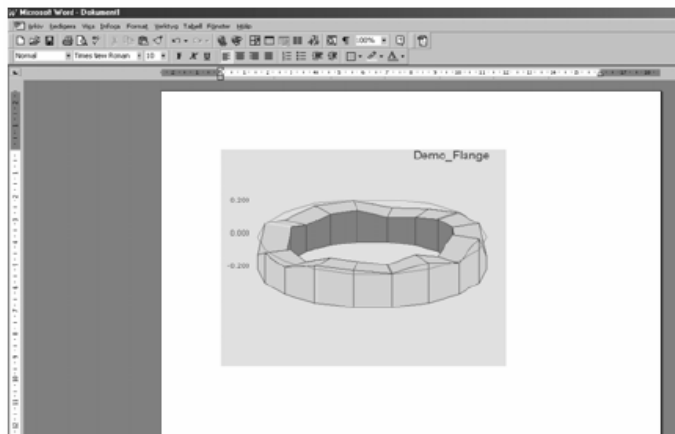 Microsoft Word - Dokument1
Arkiv Redigera Visa Infoga Format Verktyg Tabell Fönster Hjälp
100%
Normal Times New Roman 10 F K U
Demo_Flange
0.200
0.000
-0.200